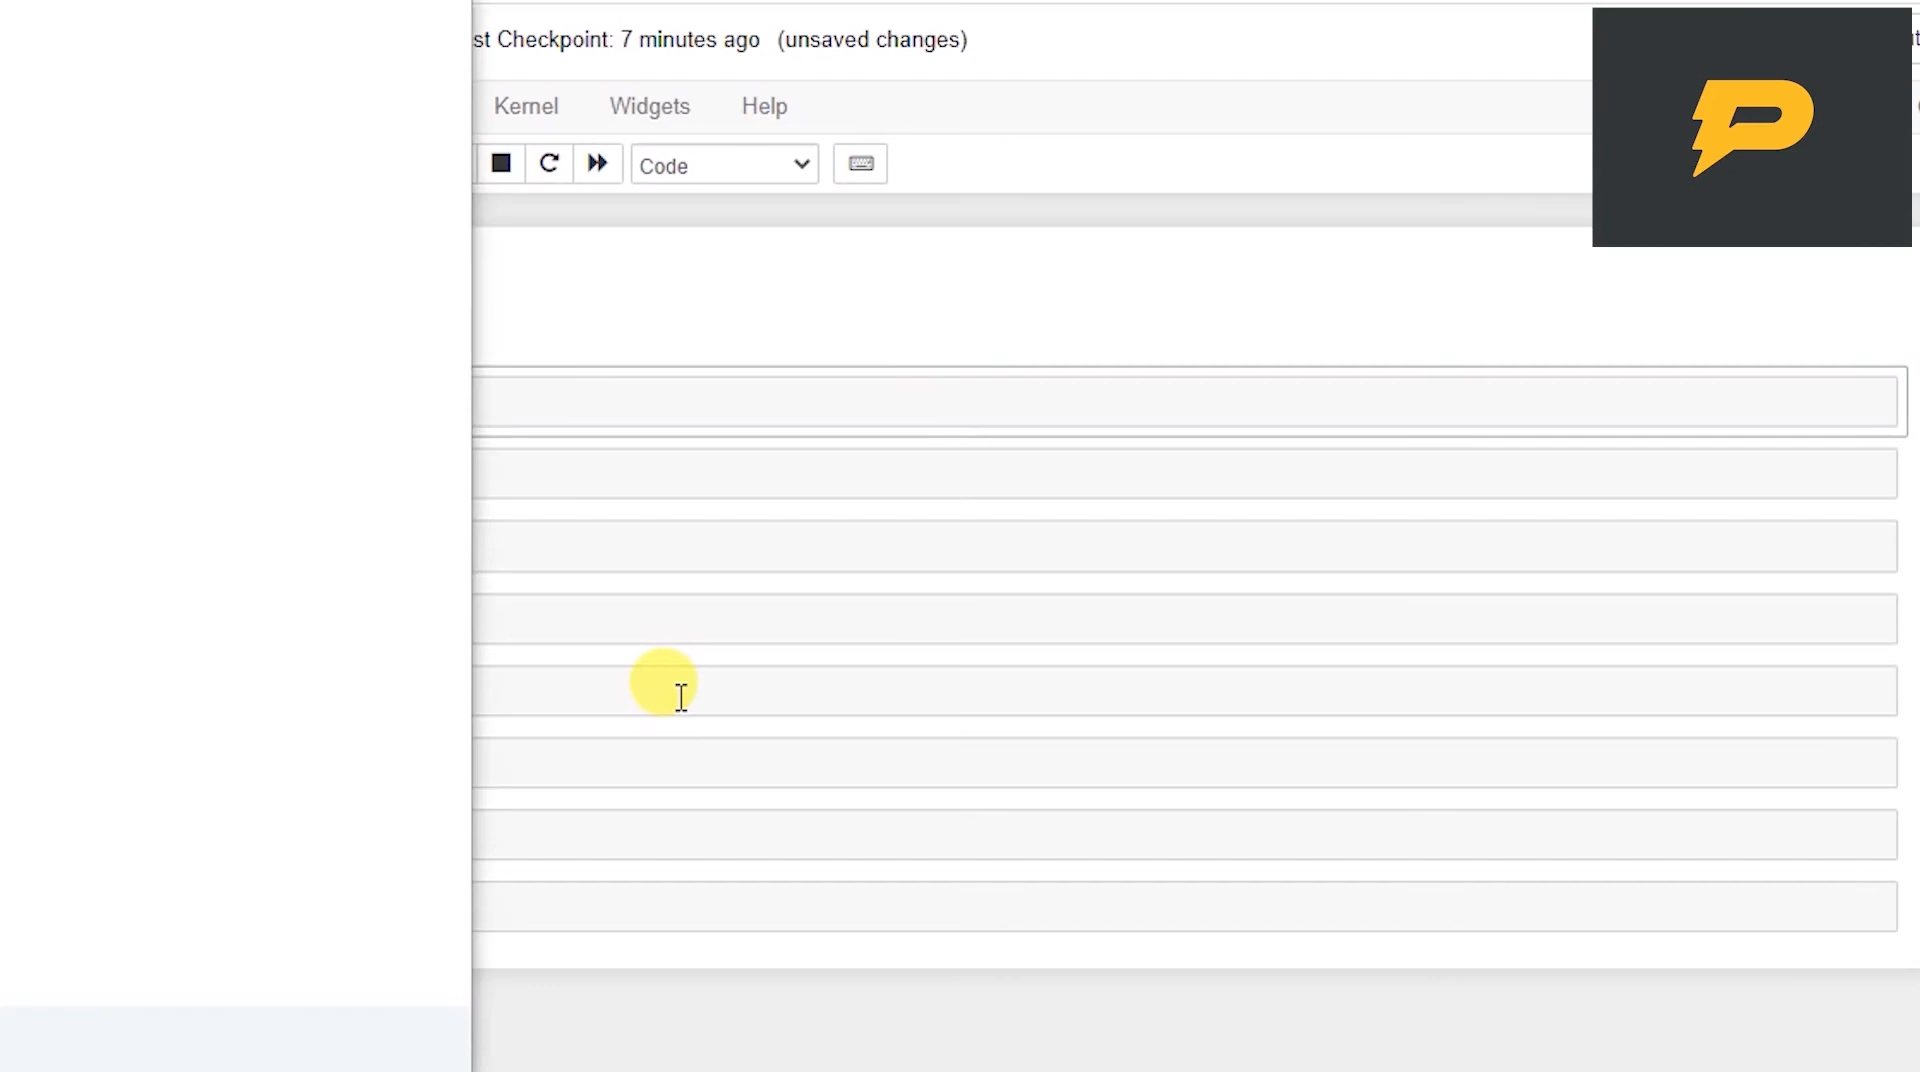 st Checkpoint: 7 minutes ago (unsaved changes)
Kernel Widgets Help
Code